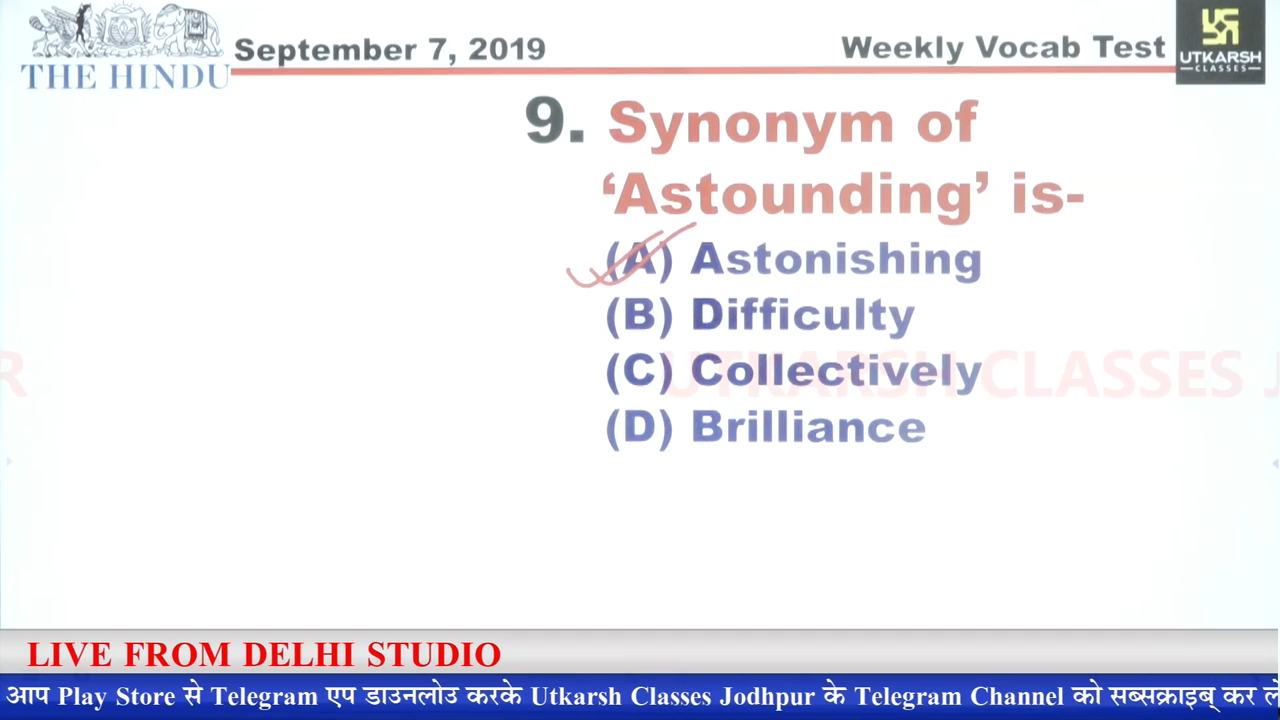 THE HINDU
September 7, 2019
Weekly Vocab Test
UTKARSH
CLASSES
9. Synonym of
‘Astounding’ is-
(A) Astonishing
(B) Difficulty
(C) Collectively
(D) Brilliance
R UTKARSH CLASSES J
LIVE FROM DELHI STUDIO
आप Play Store से Telegram एप डाउनलोउ करके Utkarsh Classes Jodhpur के Telegram Channel को सब्सक्राइब् कर ले